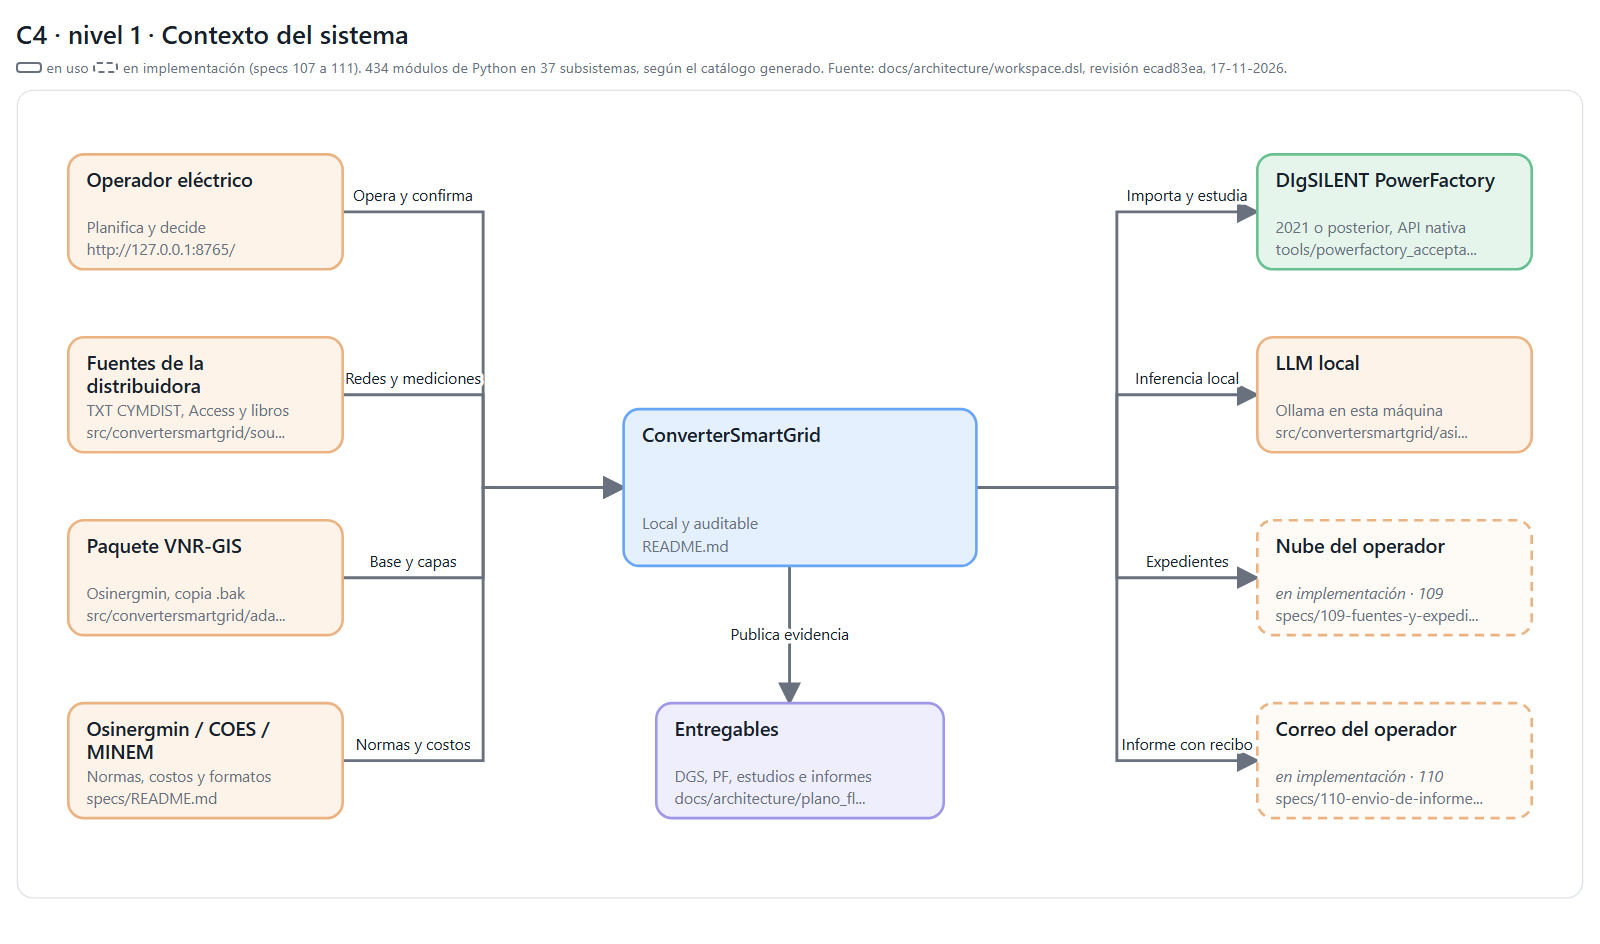 C4 · nivel 1 · Contexto del sistema
en uso en implementación (specs 107 a 111). 434 módulos de Python en 37 subsistemas, según el catálogo generado. Fuente: docs/architecture/workspace.dsl, revisión ecad83ea, 17-11-2026.
Operador eléctrico
Planifica y decide
http://127.0.0.1:8765/
Opera y confirma
Fuentes de la
distribuidora
TXT CYMDIST, Access y libros
src/convertersmartgrid/sou...
Redes y mediciones
Paquete VNR-GIS
Osinergmin, copia .bak
src/convertersmartgrid/ada...
Base y capas
Osinergmin / COES /
MINEM
Normas, costos y formatos
specs/README.md
Normas y costos
ConverterSmartGrid
Local y auditable
README.md
Publica evidencia
Entregables
DGS, PF, estudios e informes
docs/architecture/plano_fl...
Importa y estudia
DIgSILENT PowerFactory
2021 o posterior, API nativa
tools/powerfactory_accepta...
Inferencia local
LLM local
Ollama en esta máquina
src/convertersmartgrid/asi...
Expedientes
Nube del operador
en implementación · 109
specs/109-fuentes-y-expedi...
Informe con recibo
Correo del operador
en implementación · 110
specs/110-envio-de-informe...